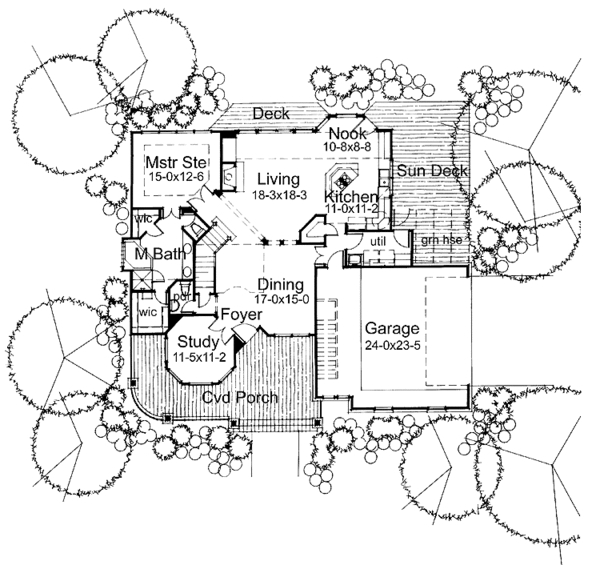 Deck
Nook
10-8x8-8
Mstr Ste
15-0x12-6
Living
18-3x18-3
Kitchen
11-0x11-2
Sun Deck
wic
util
grn hse
M Bath
Dining
17-0x15-0
pdr
wic
Foyer
Study
11-5x11-2
Garage
24-0x23-5
Cvd Porch